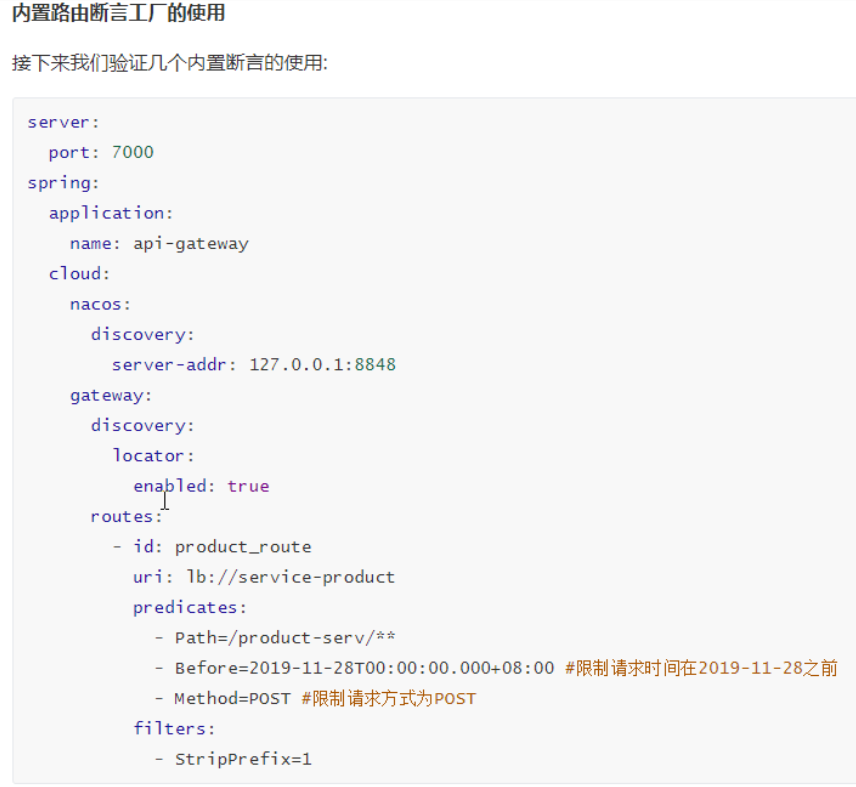 内置路由断言工厂的使用
接下来我们验证几个内置断言的使用:
server:
  port: 7000
spring:
  application:
    name: api-gateway
  cloud:
    nacos:
      discovery:
        server-addr: 127.0.0.1:8848
    gateway:
      discovery:
        locator:
          enabled: true
      routes:
        - id: product_route
          uri: lb://service-product
          predicates:
            - Path=/product-serv/**
            - Before=2019-11-28T00:00:00.000+08:00 #限制请求时间在2019-11-28之前
            - Method=POST #限制请求方式为POST
          filters:
            - StripPrefix=1